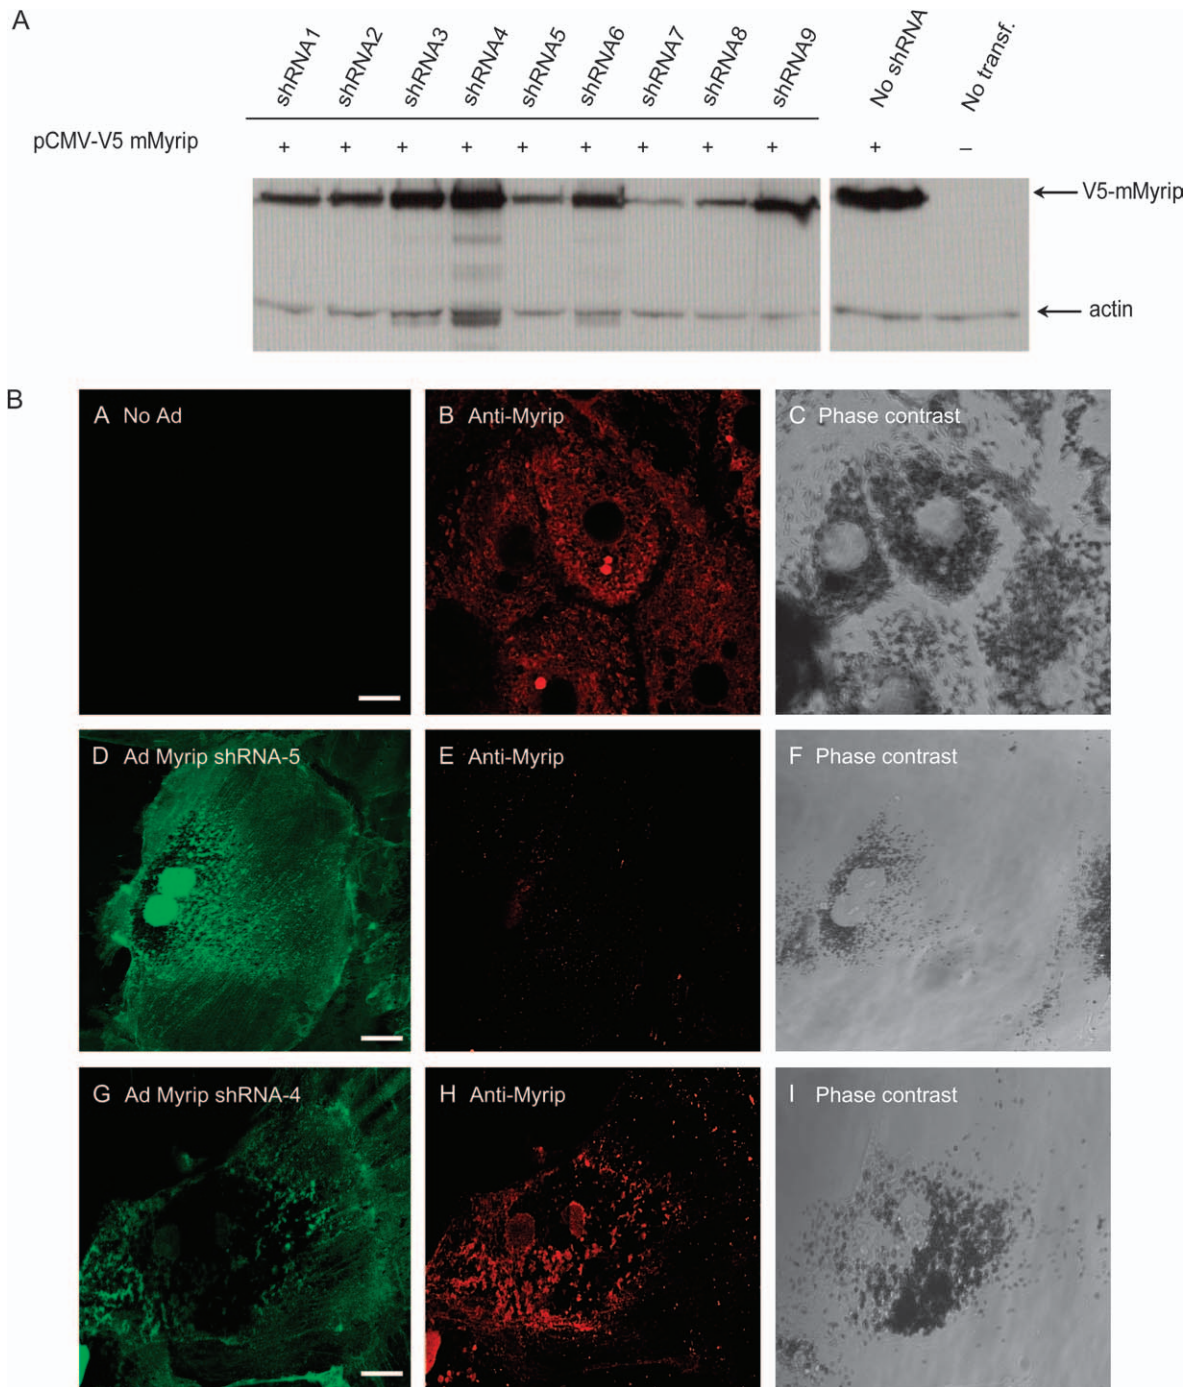 A
shRNA1 shRNA2 shRNA3 shRNA4 shRNA5 shRNA6 shRNA7 shRNA8 shRNA9 No shRNA No transf.
pCMV-V5 mMyrip + + + + + + + + + + –
V5-mMyrip
actin
B
A No Ad B Anti-Myrip C Phase contrast
D Ad Myrip shRNA-5 E Anti-Myrip F Phase contrast
G Ad Myrip shRNA-4 H Anti-Myrip I Phase contrast